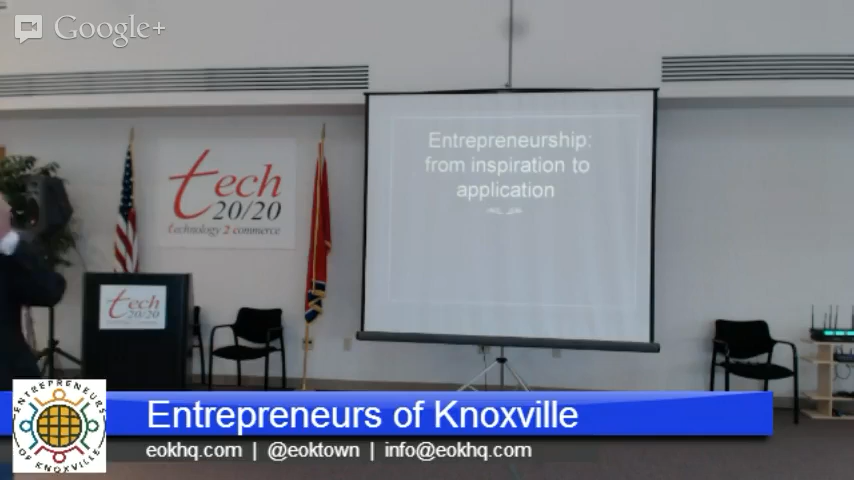 Google+
Entrepreneurship:
from inspiration to
application
tech
20/20
technology 2 commerce
tech
20/20
ENTREPRENEURS
OF KNOXVILLE
Entrepreneurs of Knoxville
eokhq.com | @eoktown | info@eokhq.com